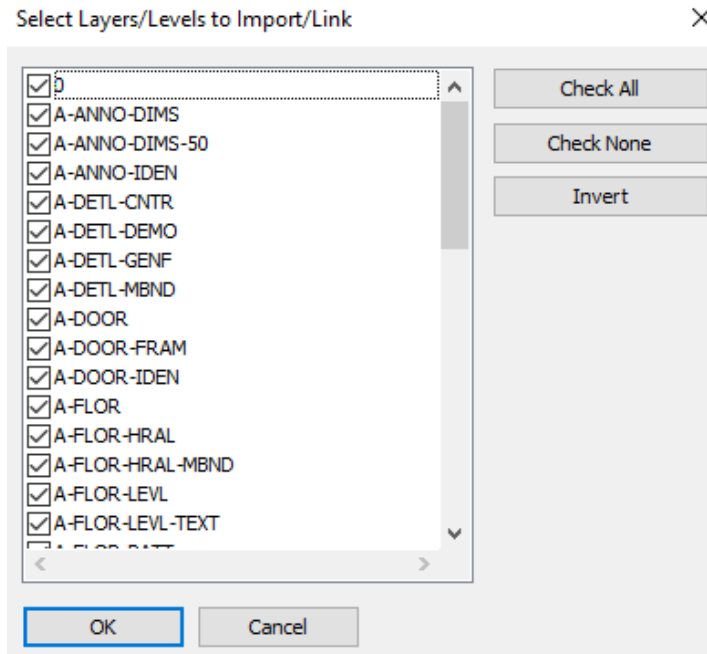 Select Layers/Levels to Import/Link
0
A-ANNO-DIMS
A-ANNO-DIMS-50
A-ANNO-IDEN
A-DETL-CNTR
A-DETL-DEMO
A-DETL-GENF
A-DETL-MBND
A-DOOR
A-DOOR-FRAM
A-DOOR-IDEN
A-FLOR
A-FLOR-HRAL
A-FLOR-HRAL-MBND
A-FLOR-LEVL
A-FLOR-LEVL-TEXT
Check All
Check None
Invert
OK
Cancel